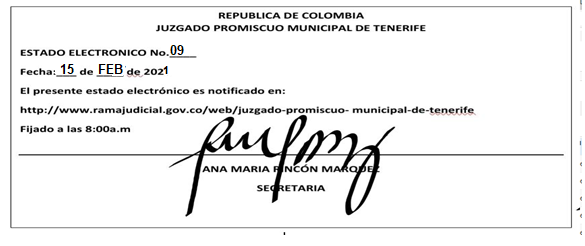 REPUBLICA DE COLOMBIA
JUZGADO PROMISCUO MUNICIPAL DE TENERIFE
ESTADO ELECTRONICO No. 09
Fecha: 15 de FEB de 2021
El presente estado electrónico es notificado en:
http://www.ramajudicial.gov.co/web/juzgado-promiscuo- municipal-de-tenerife
Fijado a las 8:00a.m
ANA MARIA RINCÓN MARQUEZ
SECRETARIA